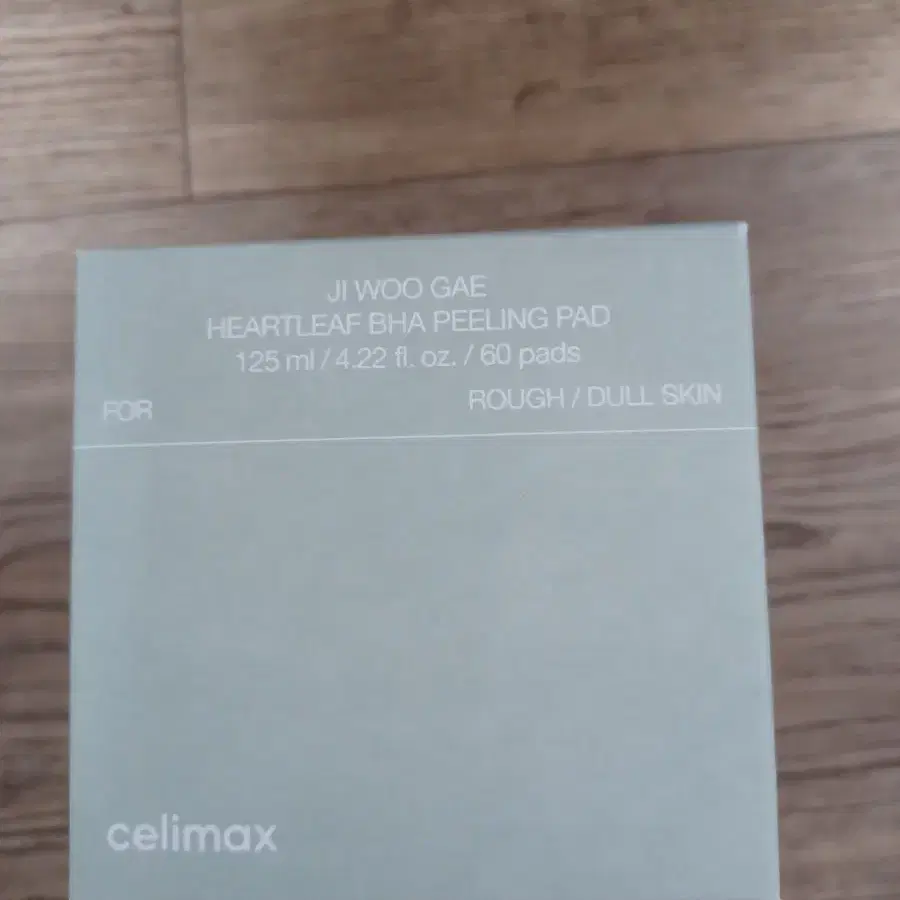 JI WOO GAE
HEARTLEAF BHA PEELING PAD
125 ml / 4.22 fl. oz. / 60 pads
FOR ROUGH / DULL SKIN
celimax